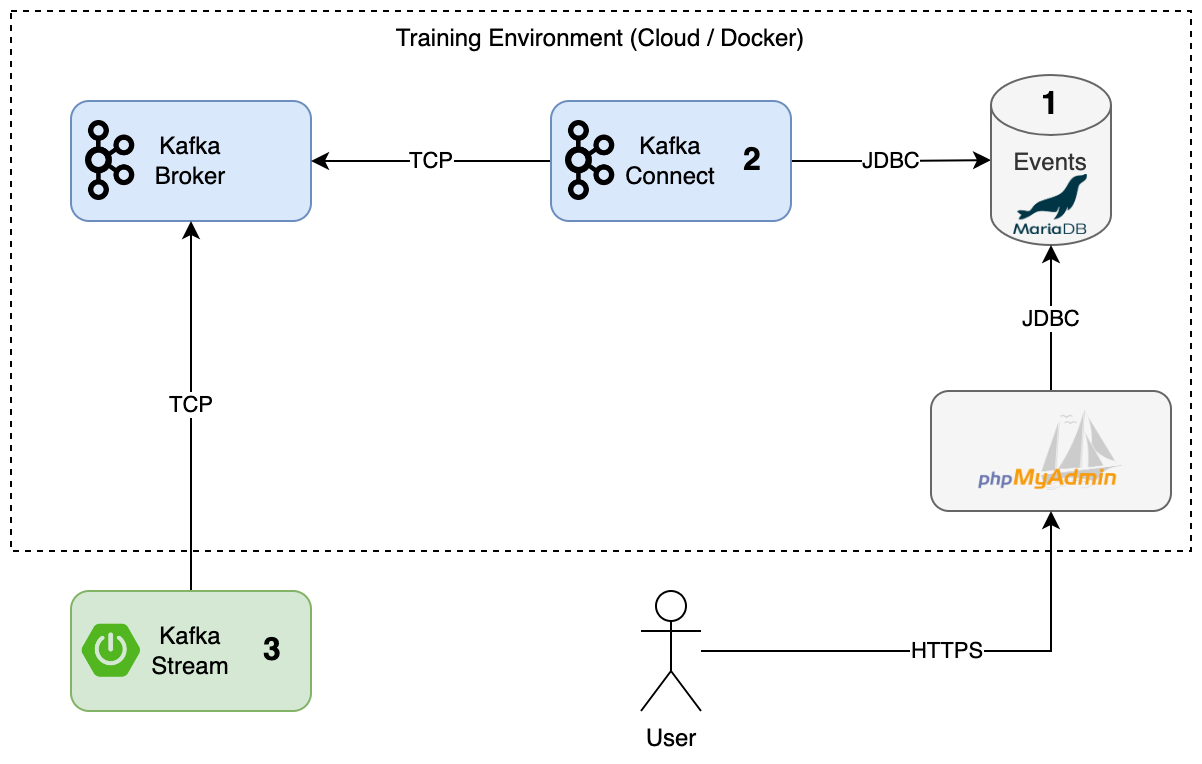 Training Environment (Cloud / Docker)
Kafka
Broker
TCP
Kafka
Connect
2
JDBC
1
Events
MariaDB
JDBC
TCP
phpMyAdmin
Kafka
Stream
3
HTTPS
User